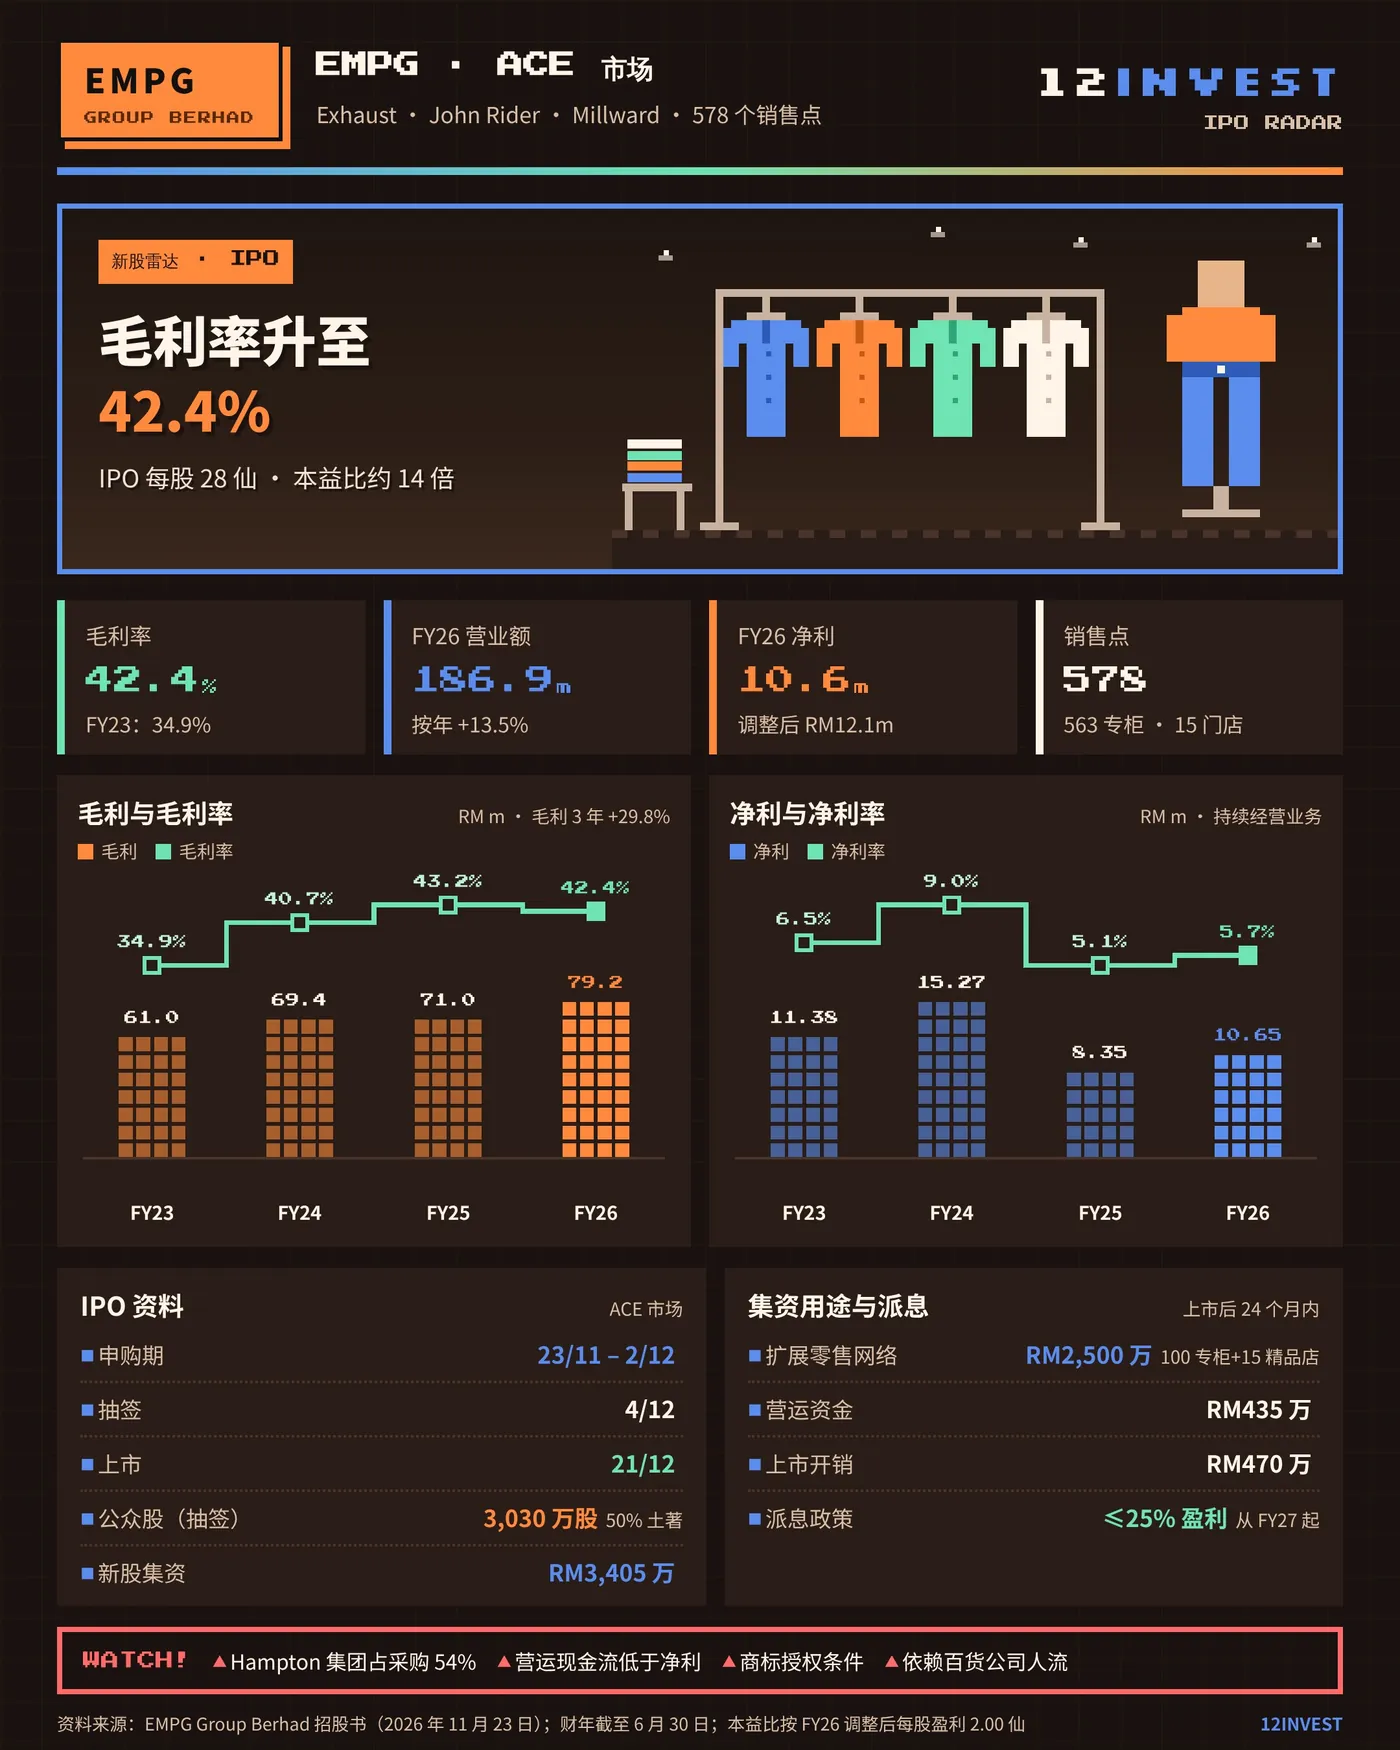 EMPG
GROUP BERHAD
EMPG · ACE 市场
Exhaust · John Rider · Millward · 578 个销售点
12INVEST
IPO RADAR
新股雷达 · IPO
毛利率升至
42.4%
IPO 每股 28 仙 · 本益比约 14 倍
毛利率
42.4%
FY23：34.9%
FY26 营业额
186.9m
按年 +13.5%
FY26 净利
10.6m
调整后 RM12.1m
销售点
578
563 专柜 · 15 门店
毛利与毛利率
RM m · 毛利 3 年 +29.8%
毛利 毛利率
34.9% 40.7% 43.2% 42.4%
61.0 69.4 71.0 79.2
FY23 FY24 FY25 FY26
净利与净利率
RM m · 持续经营业务
净利 净利率
6.5% 9.0% 5.1% 5.7%
11.38 15.27 8.35 10.65
FY23 FY24 FY25 FY26
IPO 资料
ACE 市场
申购期 23/11 – 2/12
抽签 4/12
上市 21/12
公众股（抽签） 3,030 万股 50% 土著
新股集资 RM3,405 万
集资用途与派息
上市后 24 个月内
扩展零售网络 RM2,500 万 100 专柜+15 精品店
营运资金 RM435 万
上市开销 RM470 万
派息政策 ≤25% 盈利 从 FY27 起
WATCH! ▲Hampton 集团占采购 54% ▲营运现金流低于净利 ▲商标授权条件 ▲依赖百货公司人流
资料来源：EMPG Group Berhad 招股书（2026 年 11 月 23 日）；财年截至 6 月 30 日；本益比按 FY26 调整后每股盈利 2.00 仙
12INVEST